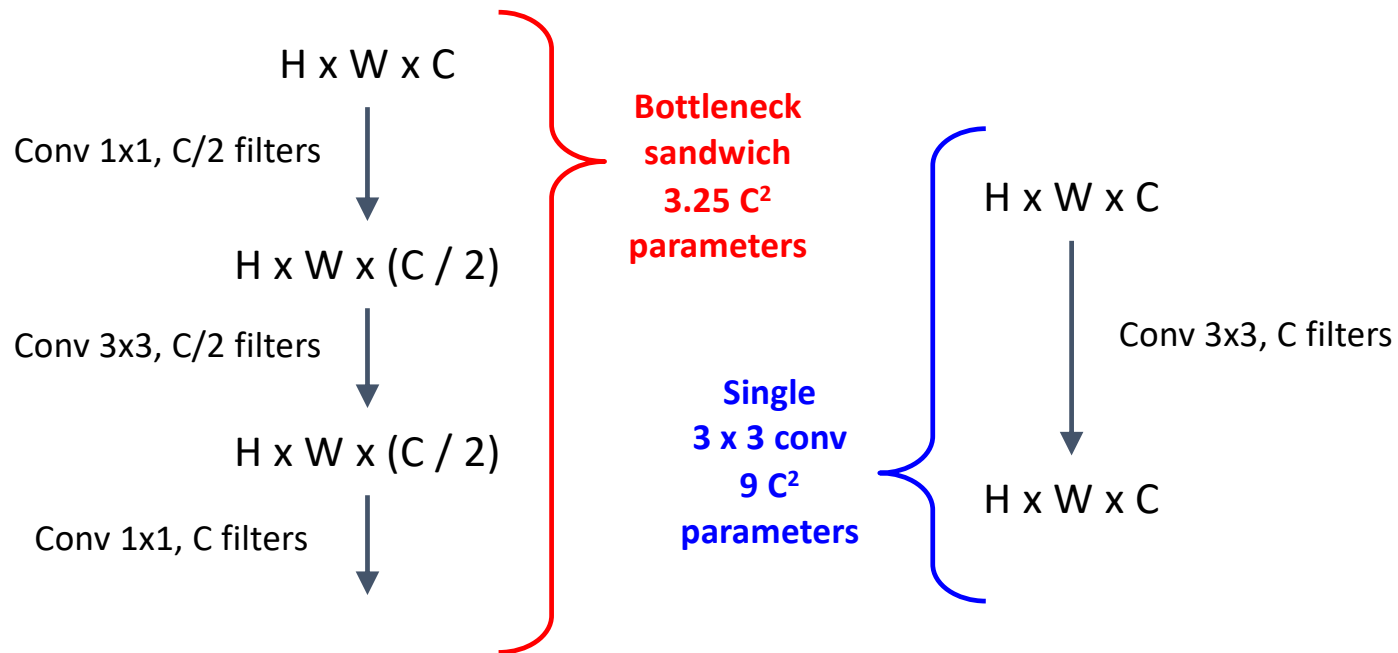 H x W x C
Conv 1x1, C/2 filters
H x W x (C / 2)
Conv 3x3, C/2 filters
H x W x (C / 2)
Conv 1x1, C filters
Bottleneck
sandwich
3.25 C²
parameters
Single
3 x 3 conv
9 C²
parameters
H x W x C
Conv 3x3, C filters
H x W x C